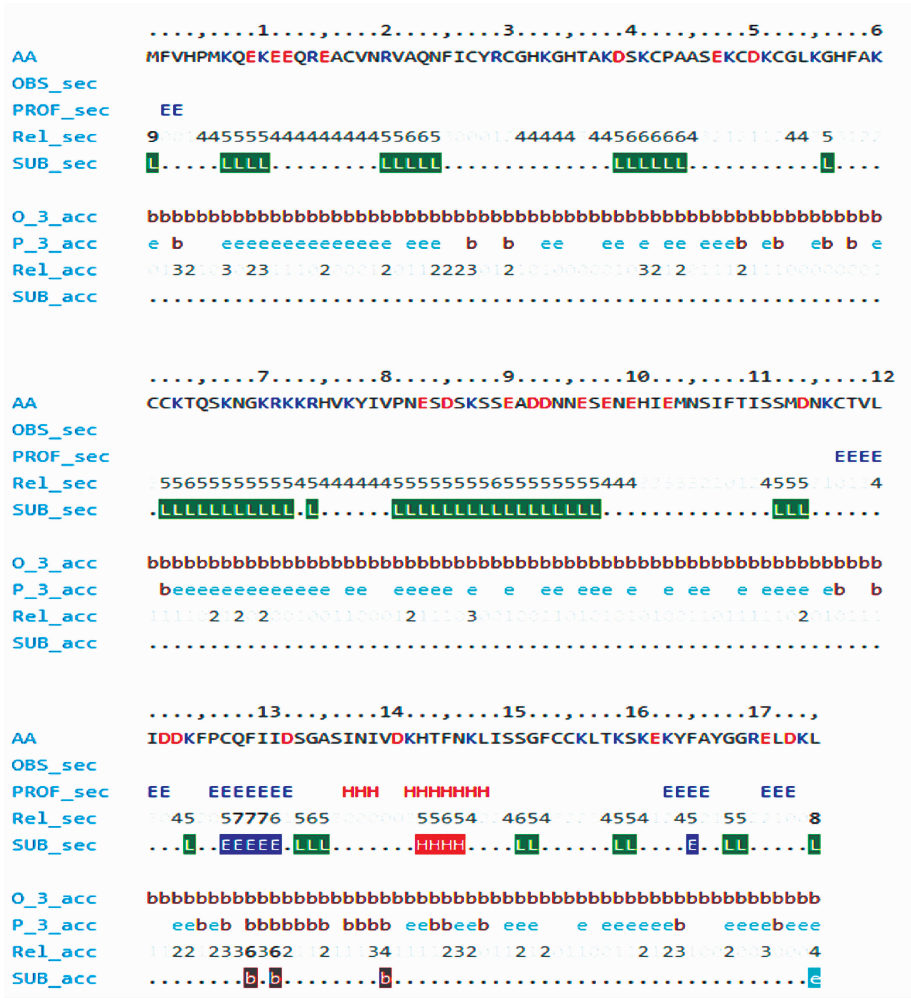 ....,....1....,....2....,....3....,....4....,....5....,....6
AA MFVHPMKQEKEEQREACVNRVAQNFICYRCGHKGHTAKDSKCPAASEKCDKCGLKGHFAK
OBS_sec
PROF_sec EE
Rel_sec 9 44555544444444455665 44444 445666664 44 5
SUB_sec L.....LLLL.........LLLLL..............LLLLLL...........L....
O_3_acc bbbbbbbbbbbbbbbbbbbbbbbbbbbbbbbbbbbbbbbbbbbbbbbbbbbbbbbbbbbb
P_3_acc e b eeeeeeeeeeeeee eee b b ee ee e ee eeeb eb eb b e
Rel_acc 32 3 23 2 2 2223 2 32 2 2
SUB_acc ............................................................
....,....7....,....8....,....9....,....10....,....11....,....12
AA CCKTQSKNGKRKKRHVKYIVPNESDSKSSEADDNNESENEHIEMNSIFTISSMDNKCTVL
OBS_sec
PROF_sec EEEE
Rel_sec 556555555554544444455555555655555555444 4555 4
SUB_sec .LLLLLLLLLLL.L......LLLLLLLLLLLLLLLLL..............LLL......
O_3_acc bbbbbbbbbbbbbbbbbbbbbbbbbbbbbbbbbbbbbbbbbbbbbbbbbbbbbbbbbbbb
P_3_acc beeeeeeeeeeeee ee eeeee e e ee eee e e ee e eeee eb b
Rel_acc 2 2 2 2 3 2
SUB_acc ............................................................
....,....13....,....14....,....15....,....16....,....17....,
AA IDDKFPCQFIIDSGASINIVDKHTFNKLISSGFCCKLTKSKEKYFAYGGRELDKL
OBS_sec
PROF_sec EE EEEEEEE HHH HHHHHHH EEEE EEE
Rel_sec 45 57776 565 55654 4654 4554 45 55 8
SUB_sec ...L..EEEEE.LLL.......HHHH....LL......LL....E..LL.....L
O_3_acc bbbbbbbbbbbbbbbbbbbbbbbbbbbbbbbbbbbbbbbbbbbbbbbbbbbbbbb
P_3_acc eebeb bbbbbbb bbbb eebbeeb eee e eeeeeeb eeeebeee
Rel_acc 22 2336362 2 34 232 2 2 2 23 2 3 4
SUB_acc ........b.b........b..................................e